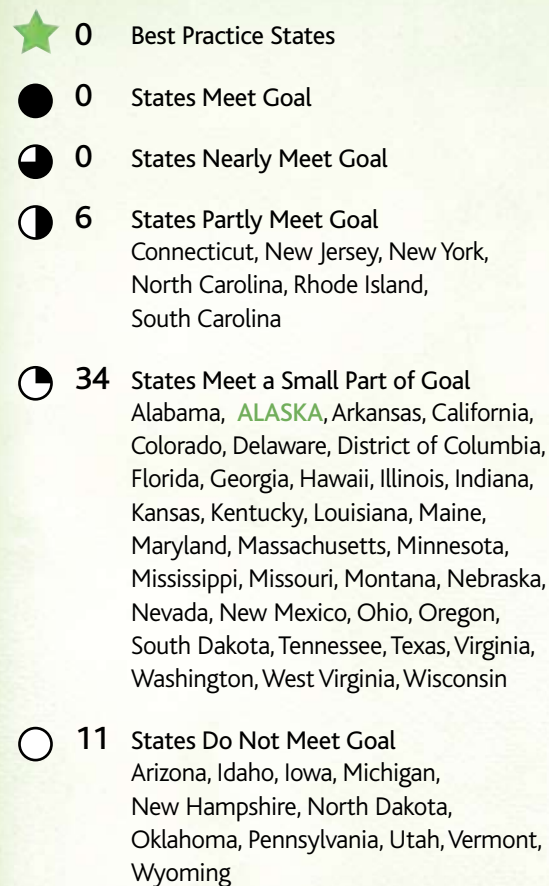 0 Best Practice States
0 States Meet Goal
0 States Nearly Meet Goal
6 States Partly Meet Goal
Connecticut, New Jersey, New York,
North Carolina, Rhode Island,
South Carolina
34 States Meet a Small Part of Goal
Alabama, ALASKA, Arkansas, California,
Colorado, Delaware, District of Columbia,
Florida, Georgia, Hawaii, Illinois, Indiana,
Kansas, Kentucky, Louisiana, Maine,
Maryland, Massachusetts, Minnesota,
Mississippi, Missouri, Montana, Nebraska,
Nevada, New Mexico, Ohio, Oregon,
South Dakota, Tennessee, Texas, Virginia,
Washington, West Virginia, Wisconsin
11 States Do Not Meet Goal
Arizona, Idaho, Iowa, Michigan,
New Hampshire, North Dakota,
Oklahoma, Pennsylvania, Utah, Vermont,
Wyoming